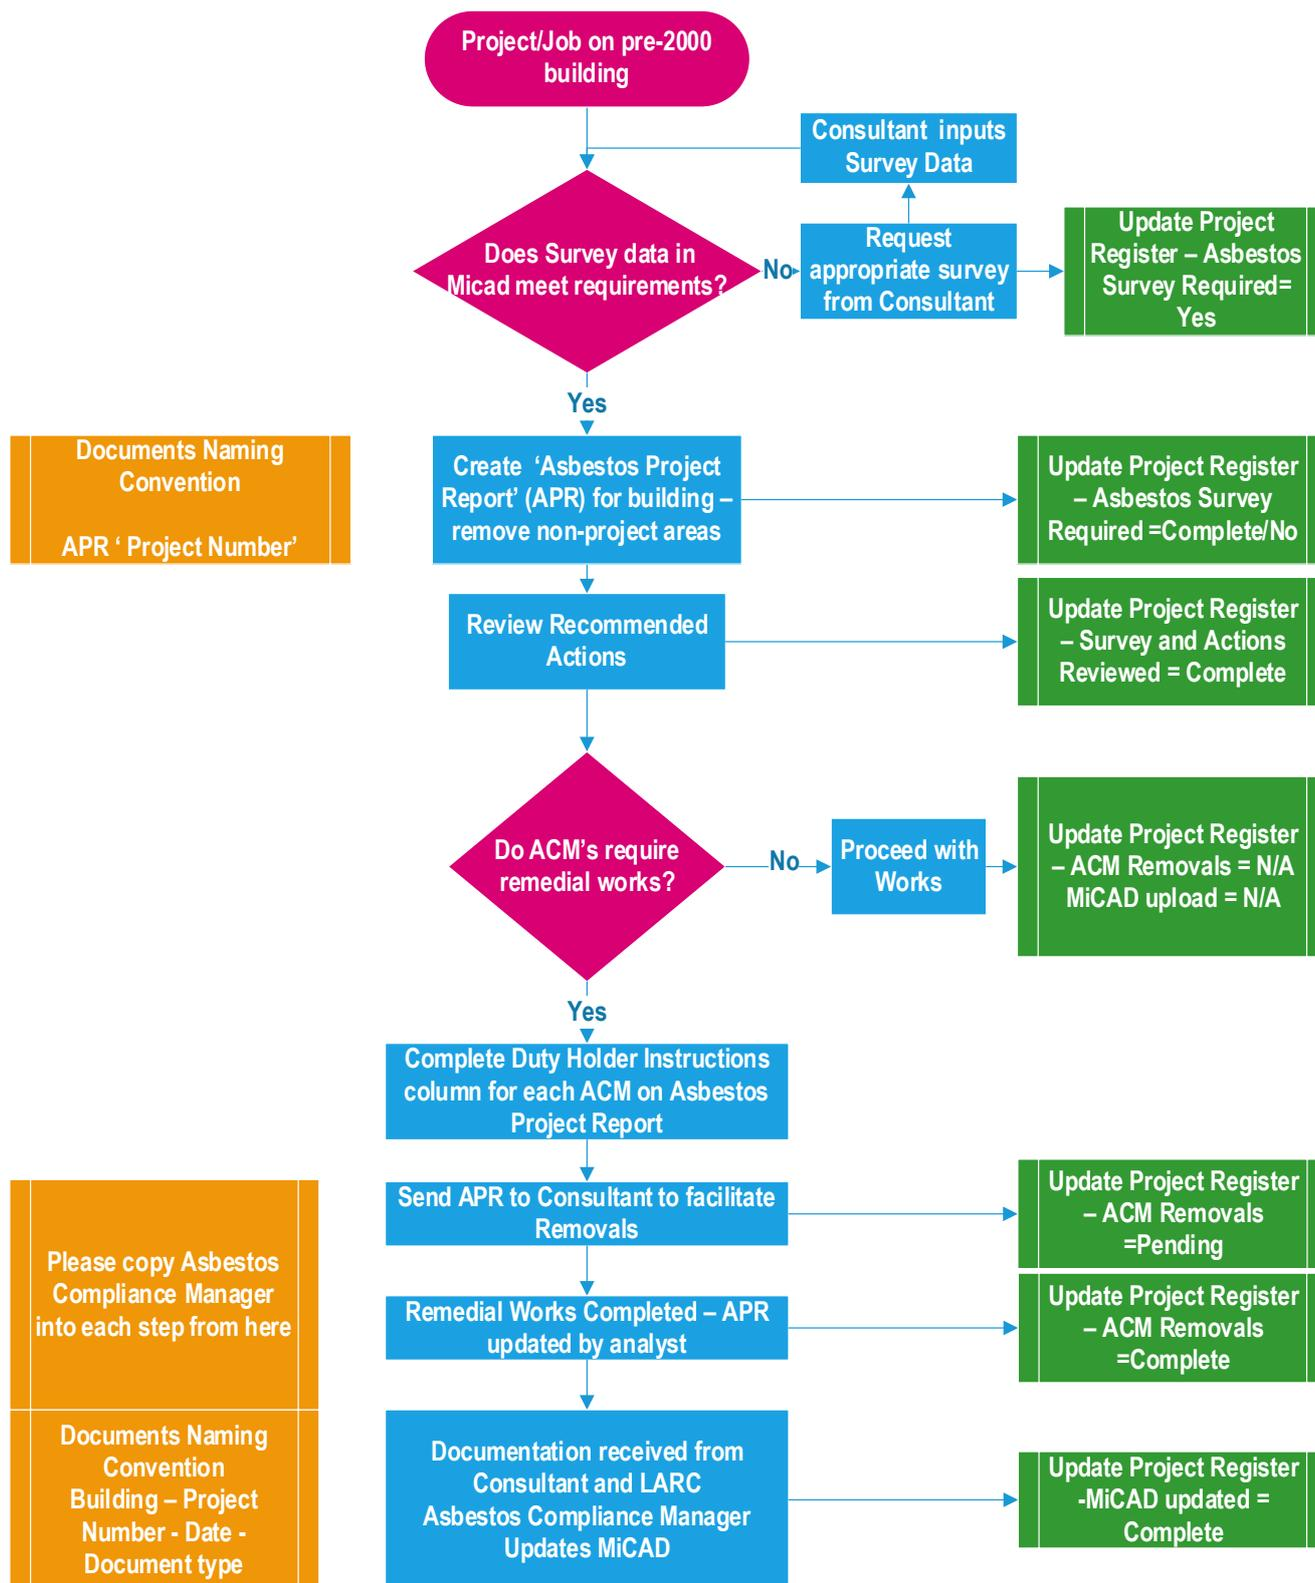 Project/Job on pre-2000
building
Consultant inputs
Survey Data
Does Survey data in
Micad meet requirements?
No
Request
appropriate survey
from Consultant
Update Project
Register – Asbestos
Survey Required=
Yes
Yes
Documents Naming
Convention
APR ‘ Project Number’
Create ‘Asbestos Project
Report’ (APR) for building –
remove non-project areas
Update Project Register
– Asbestos Survey
Required =Complete/No
Review Recommended
Actions
Update Project Register
– Survey and Actions
Reviewed = Complete
Do ACM’s require
remedial works?
No
Proceed with
Works
Update Project Register
– ACM Removals = N/A
MiCAD upload = N/A
Yes
Complete Duty Holder Instructions
column for each ACM on Asbestos
Project Report
Please copy Asbestos
Compliance Manager
into each step from here
Send APR to Consultant to facilitate
Removals
Update Project Register
– ACM Removals
=Pending
Remedial Works Completed – APR
updated by analyst
Update Project Register
– ACM Removals
=Complete
Documents Naming
Convention
Building – Project
Number - Date -
Document type
Documentation received from
Consultant and LARC
Asbestos Compliance Manager
Updates MiCAD
Update Project Register
-MiCAD updated =
Complete